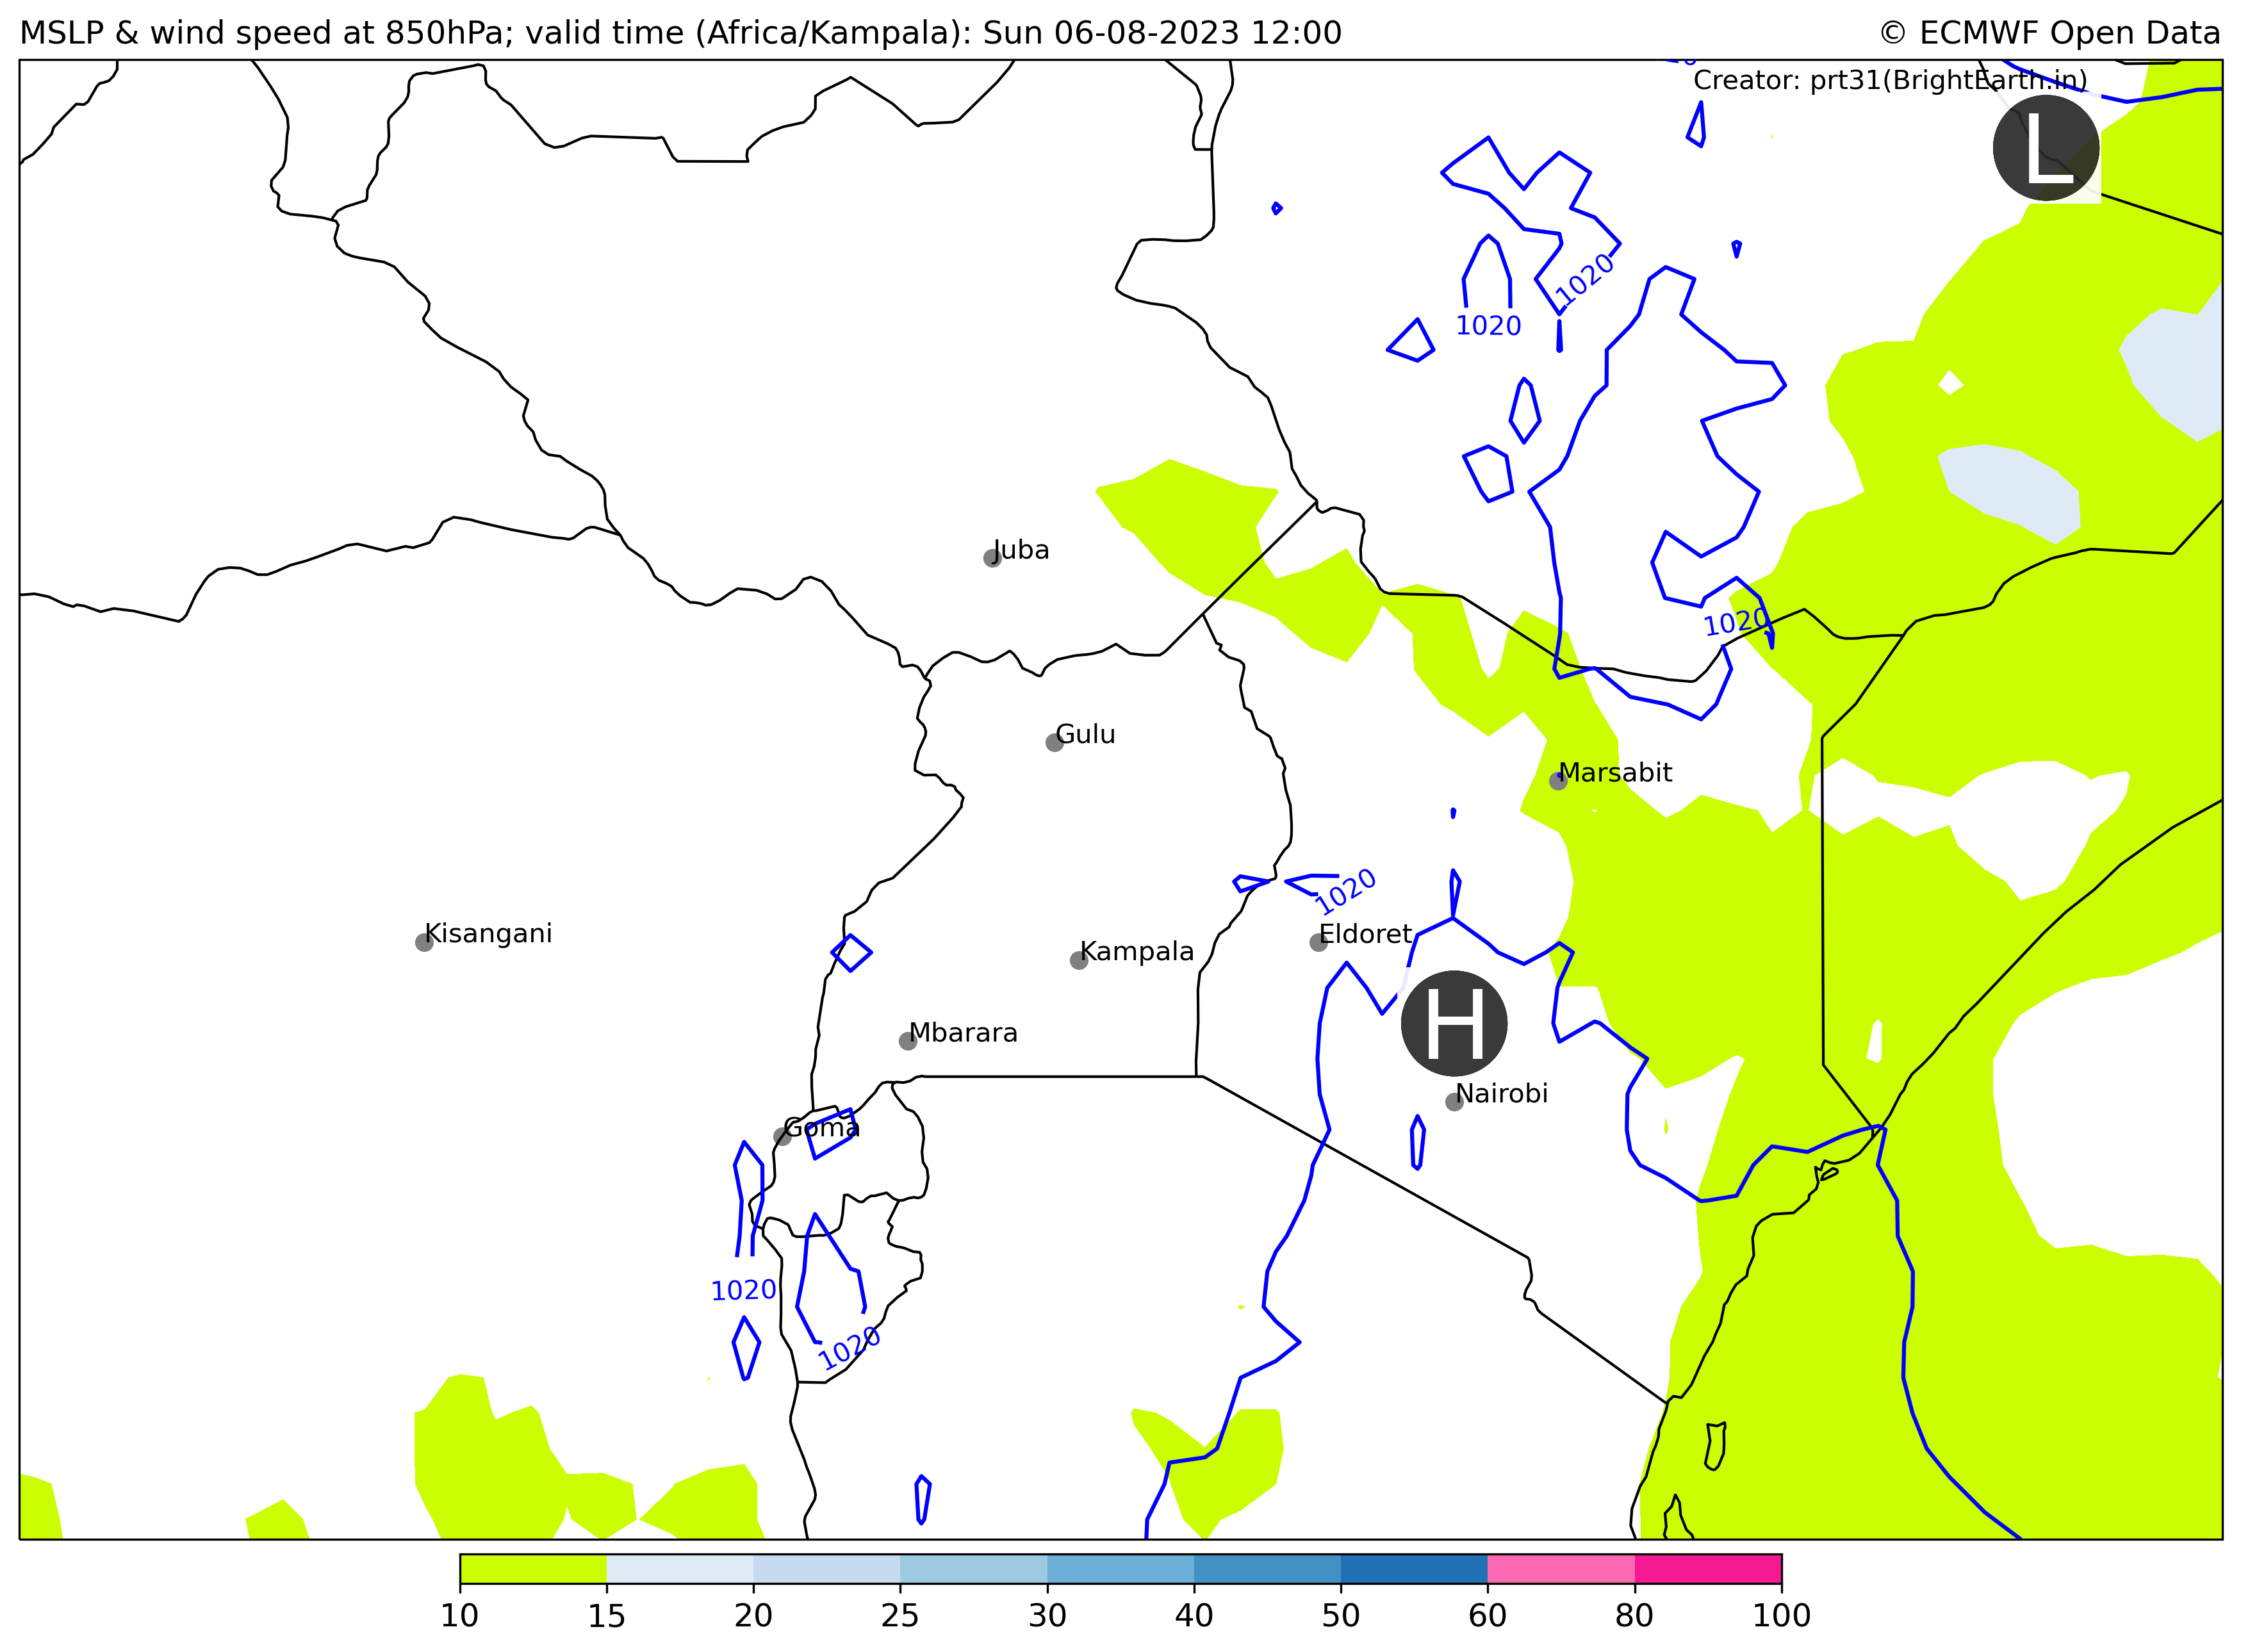 MSLP & wind speed at 850hPa; valid time (Africa/Kampala): Sun 06-08-2023 12:00
© ECMWF Open Data
Creator: prt31(BrightEarth.in)
L
1020
1020
Juba
1020
Gulu
Marsabit
1020
Kisangani
Eldoret
Kampala
H
Mbarara
Nairobi
Goma
1020
1020
10 15 20 25 30 40 50 60 80 100